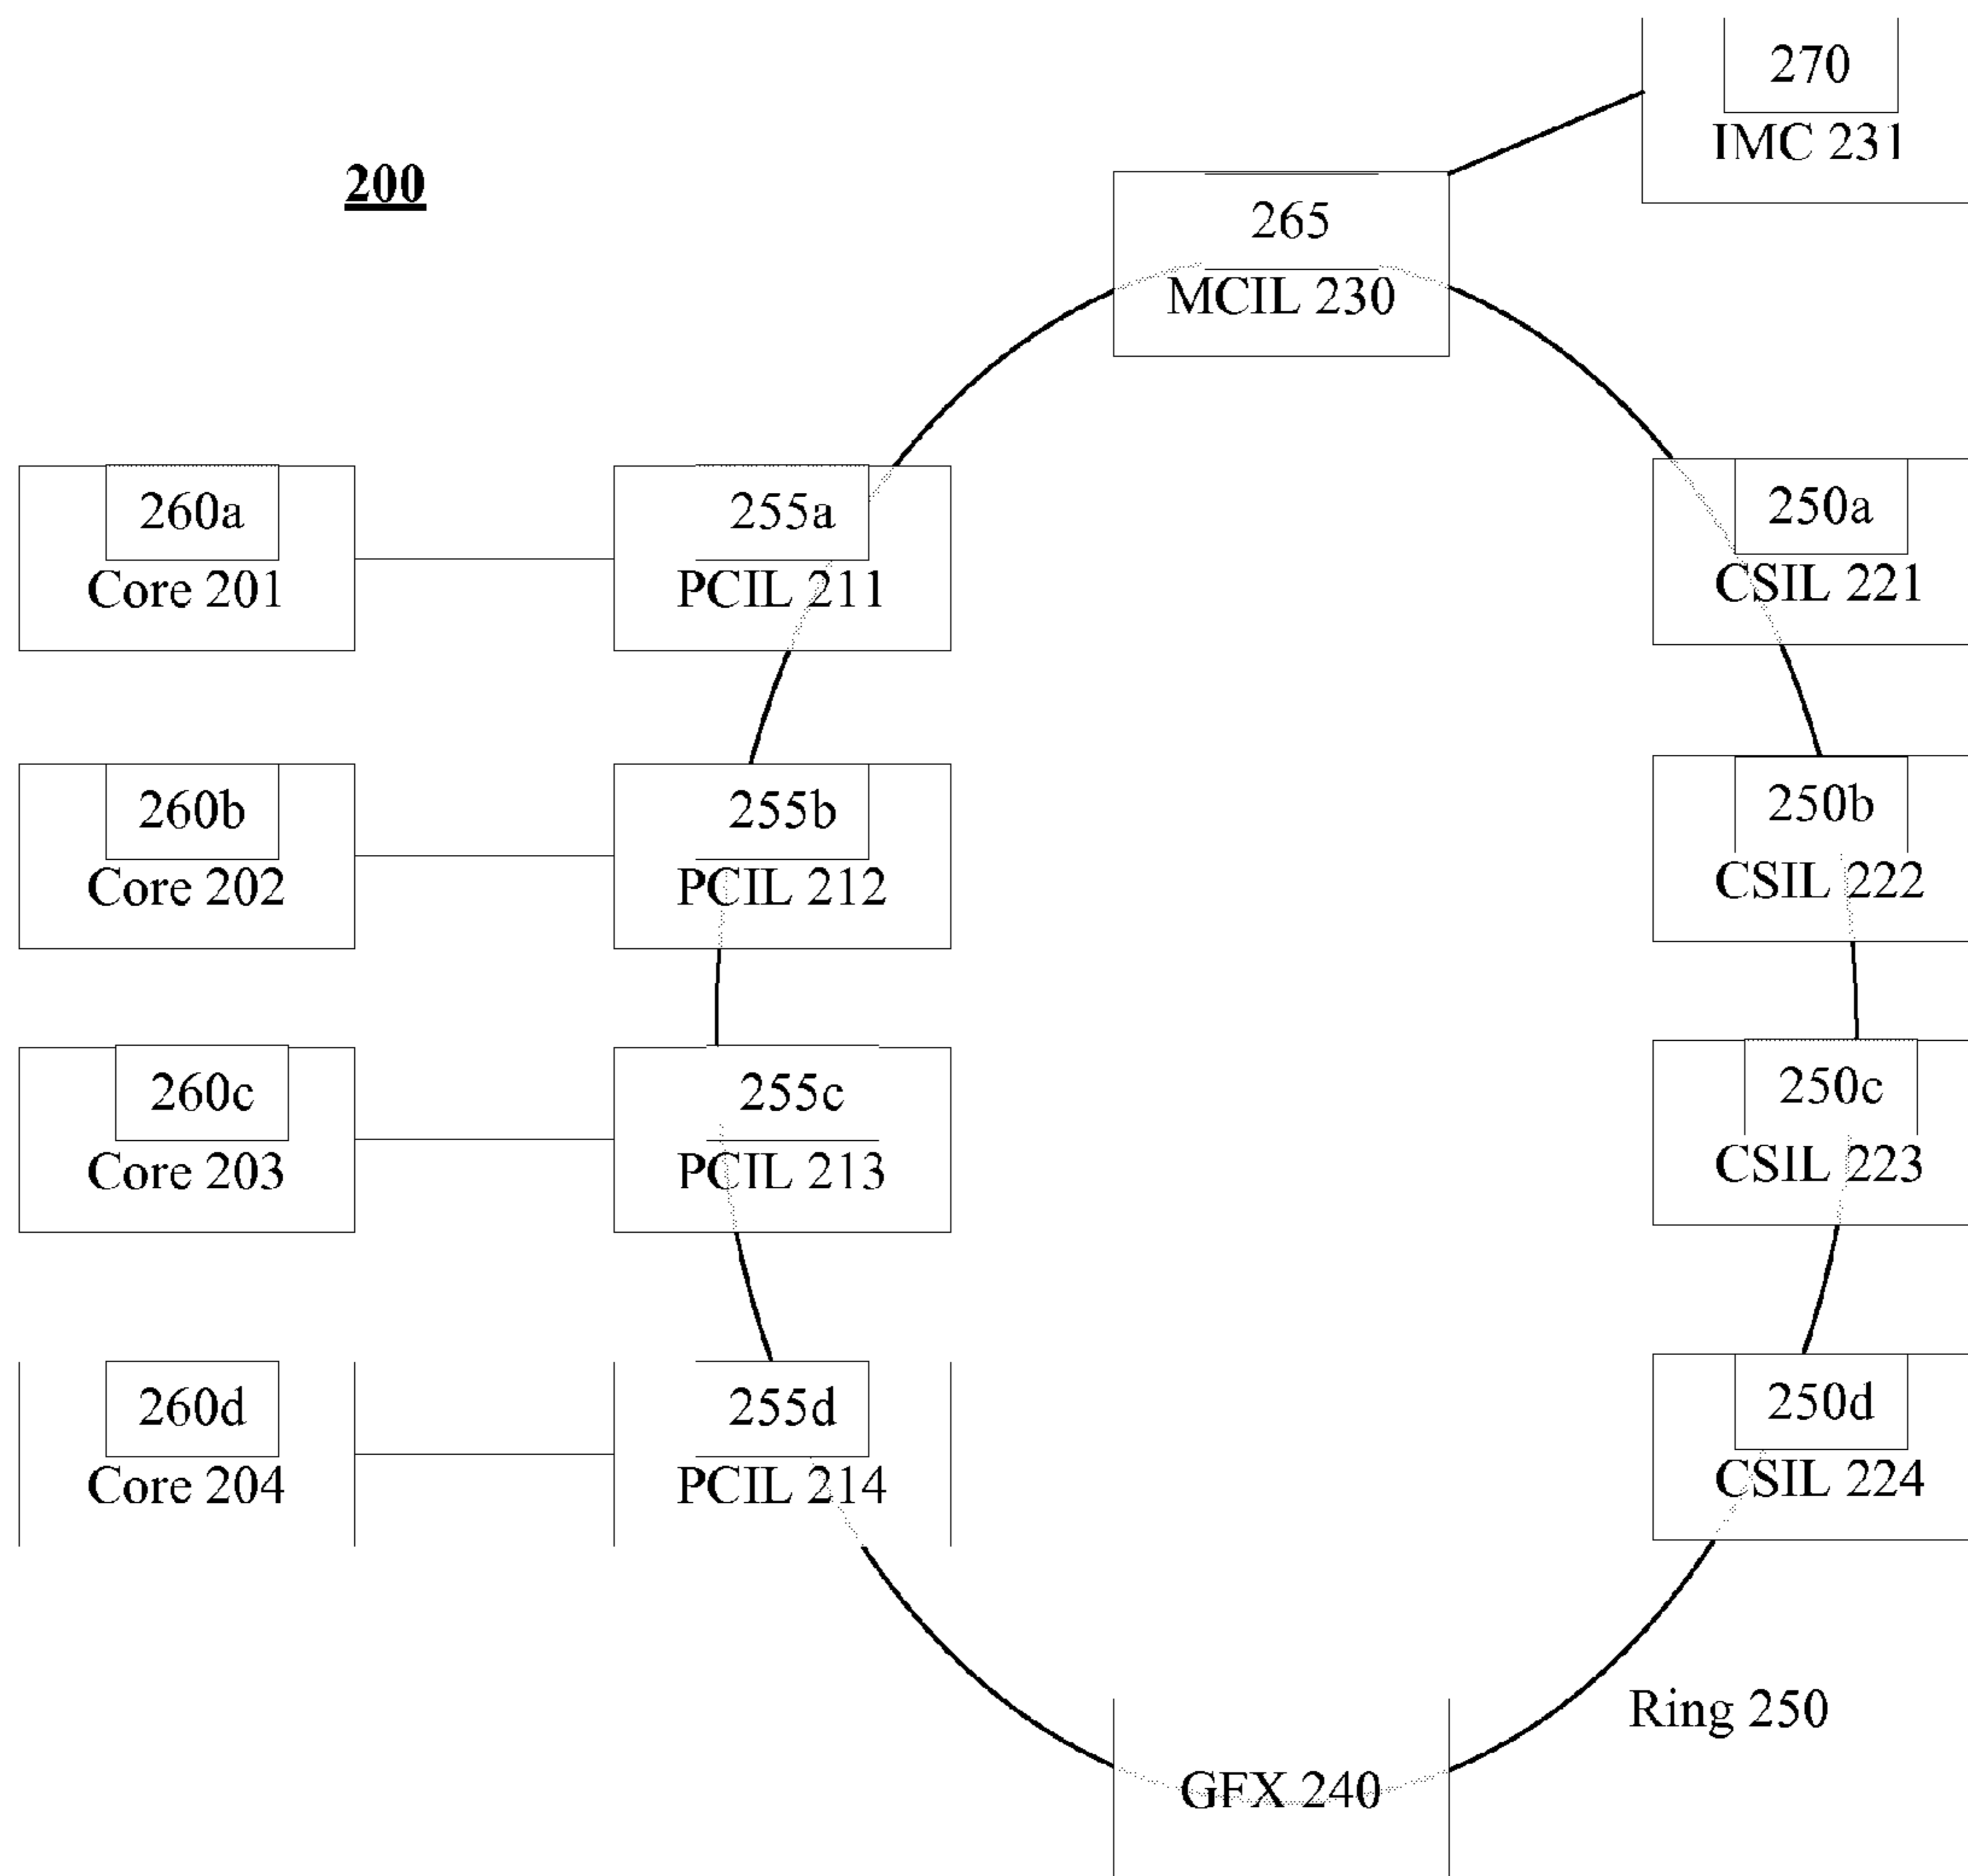 270
IMC 231
200
265
MCIL 230
260a
Core 201
255a
PCIL 211
250a
CSIL 221
260b
Core 202
255b
PCIL 212
250b
CSIL 222
260c
Core 203
255c
PCIL 213
250c
CSIL 223
260d
Core 204
255d
PCIL 214
250d
CSIL 224
Ring 250
GFX 240